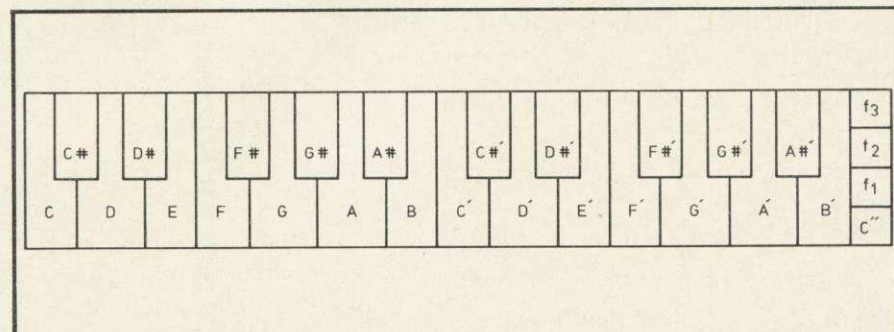 f3
C# D# F# G# A# C#´ D#´ F#´ G#´ A#´ f2
f1
C D E F G A B C´ D´ E´ F´ G´ A´ B´ C´´